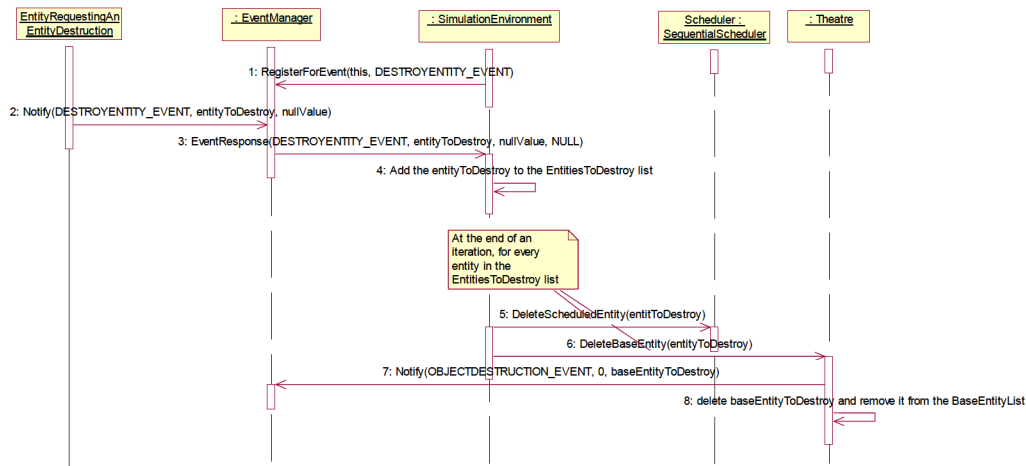 EntityRequestingAn
EntityDestruction
: EventManager
: SimulationEnvironment
Scheduler :
SequentialScheduler
: Theatre
1: RegisterForEvent(this, DESTROYENTITY_EVENT)
2: Notify(DESTROYENTITY_EVENT, entityToDestroy, nullValue)
3: EventResponse(DESTROYENTITY_EVENT, entityToDestroy, nullValue, NULL)
4: Add the entityToDestroy to the EntitiesToDestroy list
At the end of an
iteration, for every
entity in the
EntitiesToDestroy list
5: DeleteScheduledEntity(entitToDestroy)
6: DeleteBaseEntity(entityToDestroy)
7: Notify(OBJECTDESTRUCTION_EVENT, 0, baseEntityToDestroy)
8: delete baseEntityToDestroy and remove it from the BaseEntityList